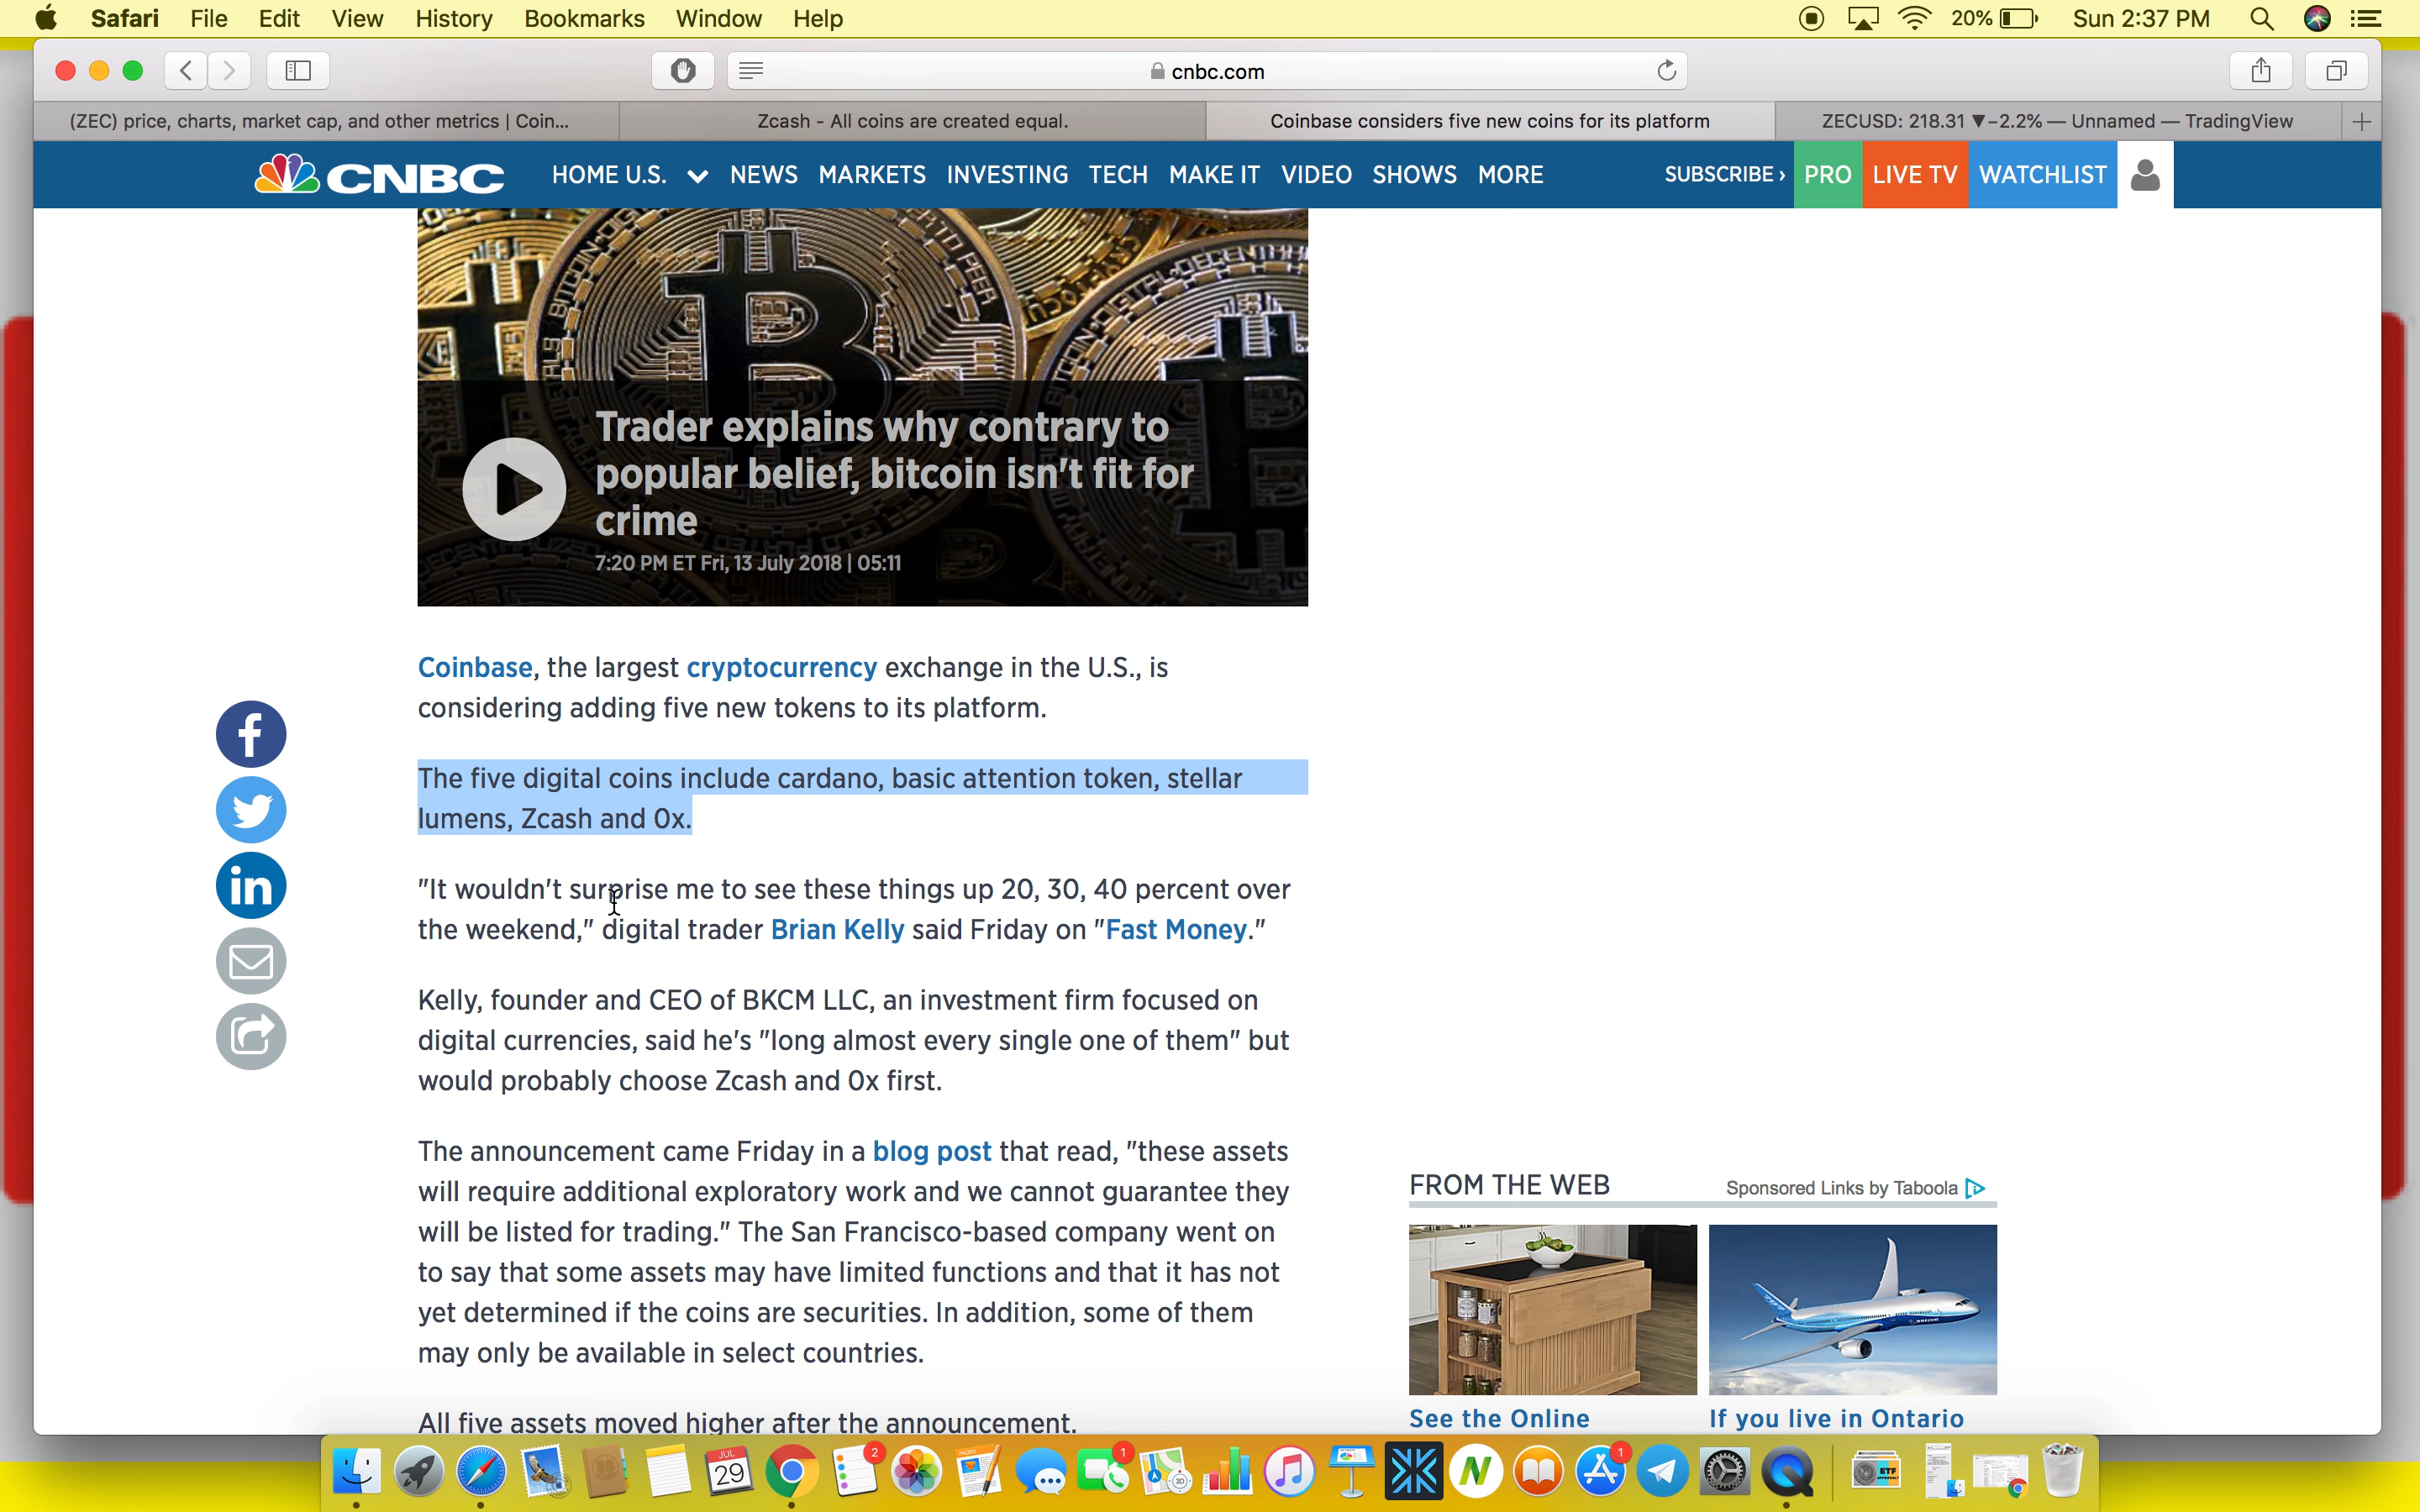 Safari File Edit View History Bookmarks Window Help 20% Sun 2:37 PM
cnbc.com
(ZEC) price, charts, market cap, and other metrics | Coin...
Zcash - All coins are created equal.
Coinbase considers five new coins for its platform
ZECUSD: 218.31 ▼−2.2% — Unnamed — TradingView
CNBC HOME U.S. NEWS MARKETS INVESTING TECH MAKE IT VIDEO SHOWS MORE SUBSCRIBE › PRO LIVE TV WATCHLIST
Trader explains why contrary to
popular belief, bitcoin isn't fit for
crime
7:20 PM ET Fri, 13 July 2018 | 05:11
Coinbase, the largest cryptocurrency exchange in the U.S., is
considering adding five new tokens to its platform.
The five digital coins include cardano, basic attention token, stellar
lumens, Zcash and 0x.
"It wouldn't surprise me to see these things up 20, 30, 40 percent over
the weekend," digital trader Brian Kelly said Friday on "Fast Money."
Kelly, founder and CEO of BKCM LLC, an investment firm focused on
digital currencies, said he's "long almost every single one of them" but
would probably choose Zcash and 0x first.
The announcement came Friday in a blog post that read, "these assets
will require additional exploratory work and we cannot guarantee they
will be listed for trading." The San Francisco-based company went on
to say that some assets may have limited functions and that it has not
yet determined if the coins are securities. In addition, some of them
may only be available in select countries.
All five assets moved higher after the announcement.
FROM THE WEB
Sponsored Links by Taboola
See the Online
If you live in Ontario
JUL
29
2
PAGES
1
3D
1
ETF